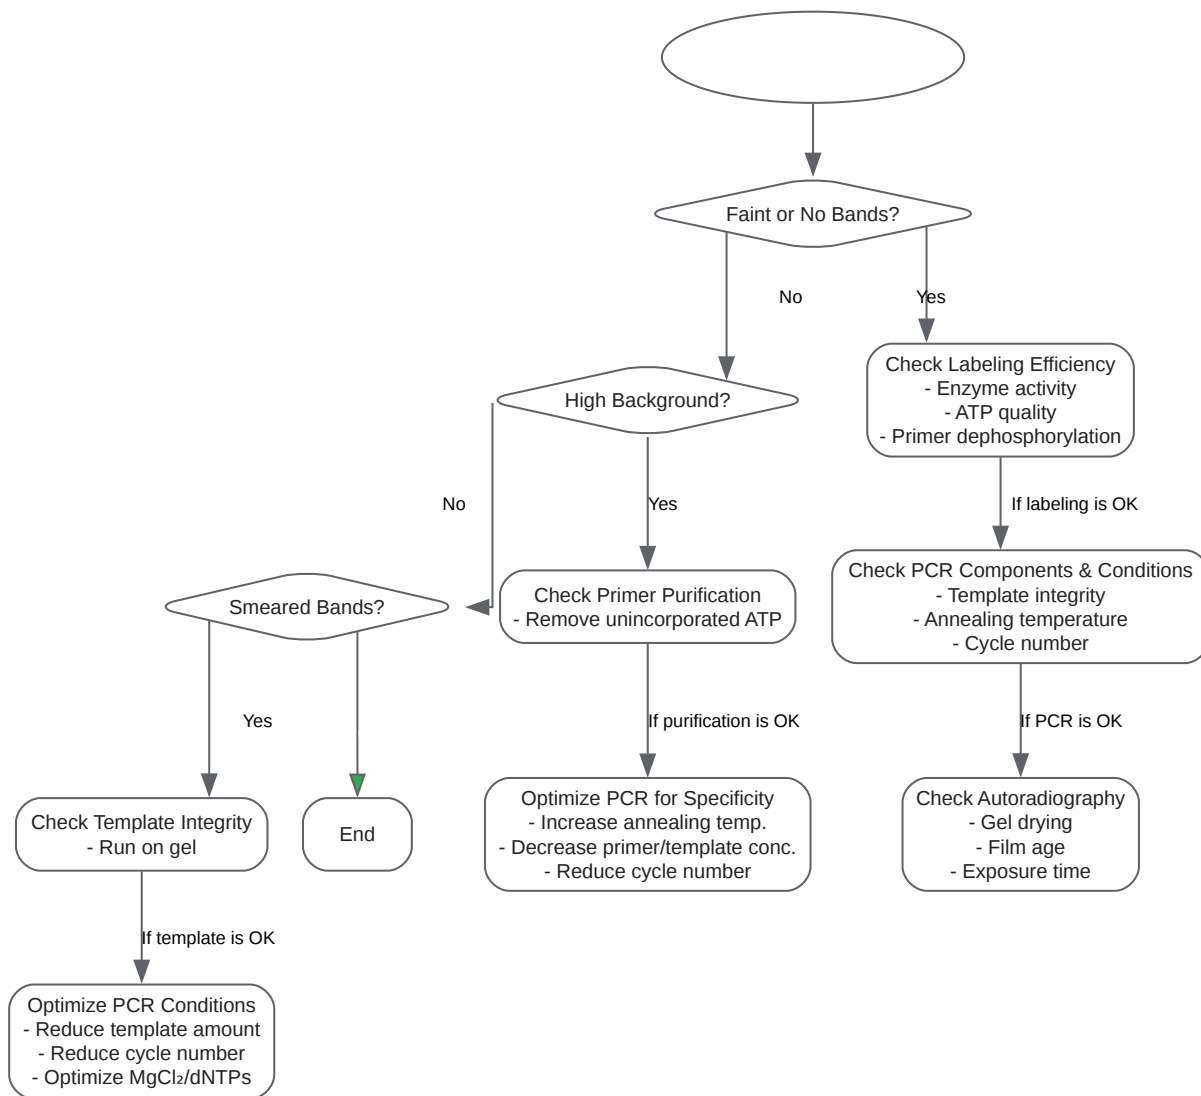 Faint or No Bands?
No
Yes
Check Labeling Efficiency
- Enzyme activity
- ATP quality
- Primer dephosphorylation
High Background?
No
Yes
If labeling is OK
Check PCR Components & Conditions
- Template integrity
- Annealing temperature
- Cycle number
Smeared Bands?
Check Primer Purification
- Remove unincorporated ATP
Yes
If purification is OK
If PCR is OK
Check Template Integrity
- Run on gel
End
Optimize PCR for Specificity
- Increase annealing temp.
- Decrease primer/template conc.
- Reduce cycle number
Check Autoradiography
- Gel drying
- Film age
- Exposure time
If template is OK
Optimize PCR Conditions
- Reduce template amount
- Reduce cycle number
- Optimize MgCl₂/dNTPs